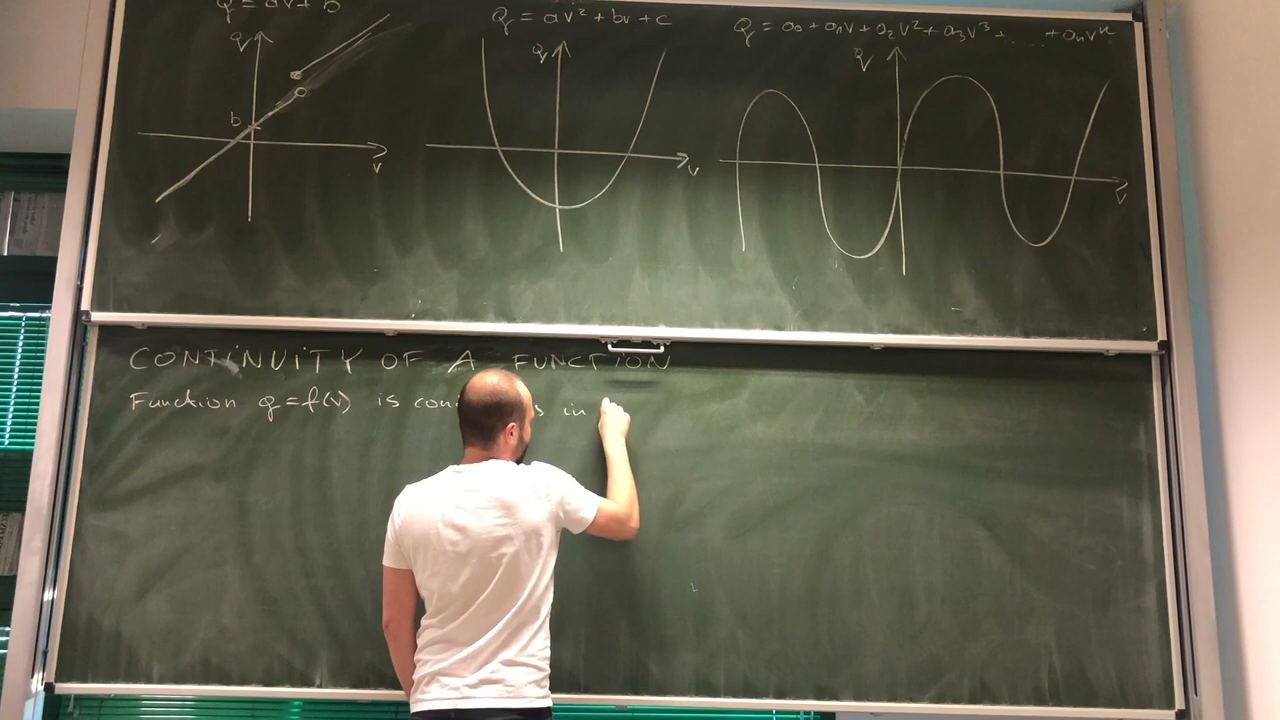 Q = av + b
Q = av² + bv + c
Q = a₀ + a₁v + a₂v² + a₃v³ + ...... + aₙvⁿ
Q
Q
Q
b
v
v
v
CONTINUITY OF A FUNCTION
Function q = f(v) is con s in